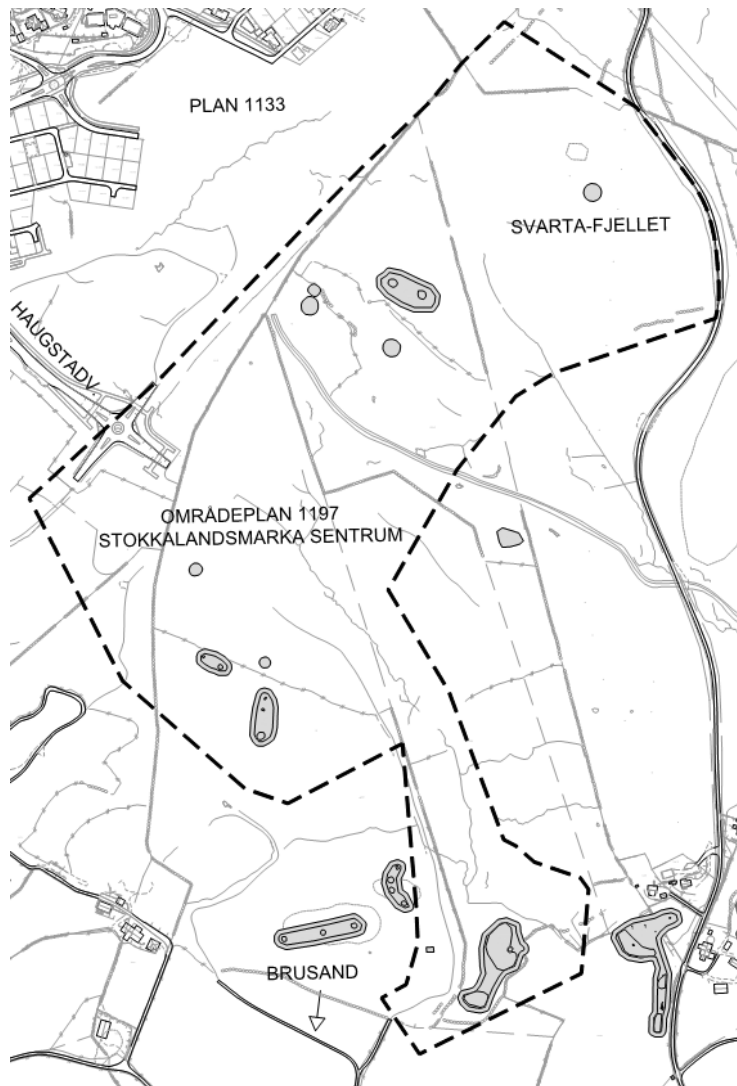 PLAN 1133
SVARTA-FJELLET
HAUGSTADV.
OMRÅDEPLAN 1197
STOKKALANDSMARKA SENTRUM
BRUSAND